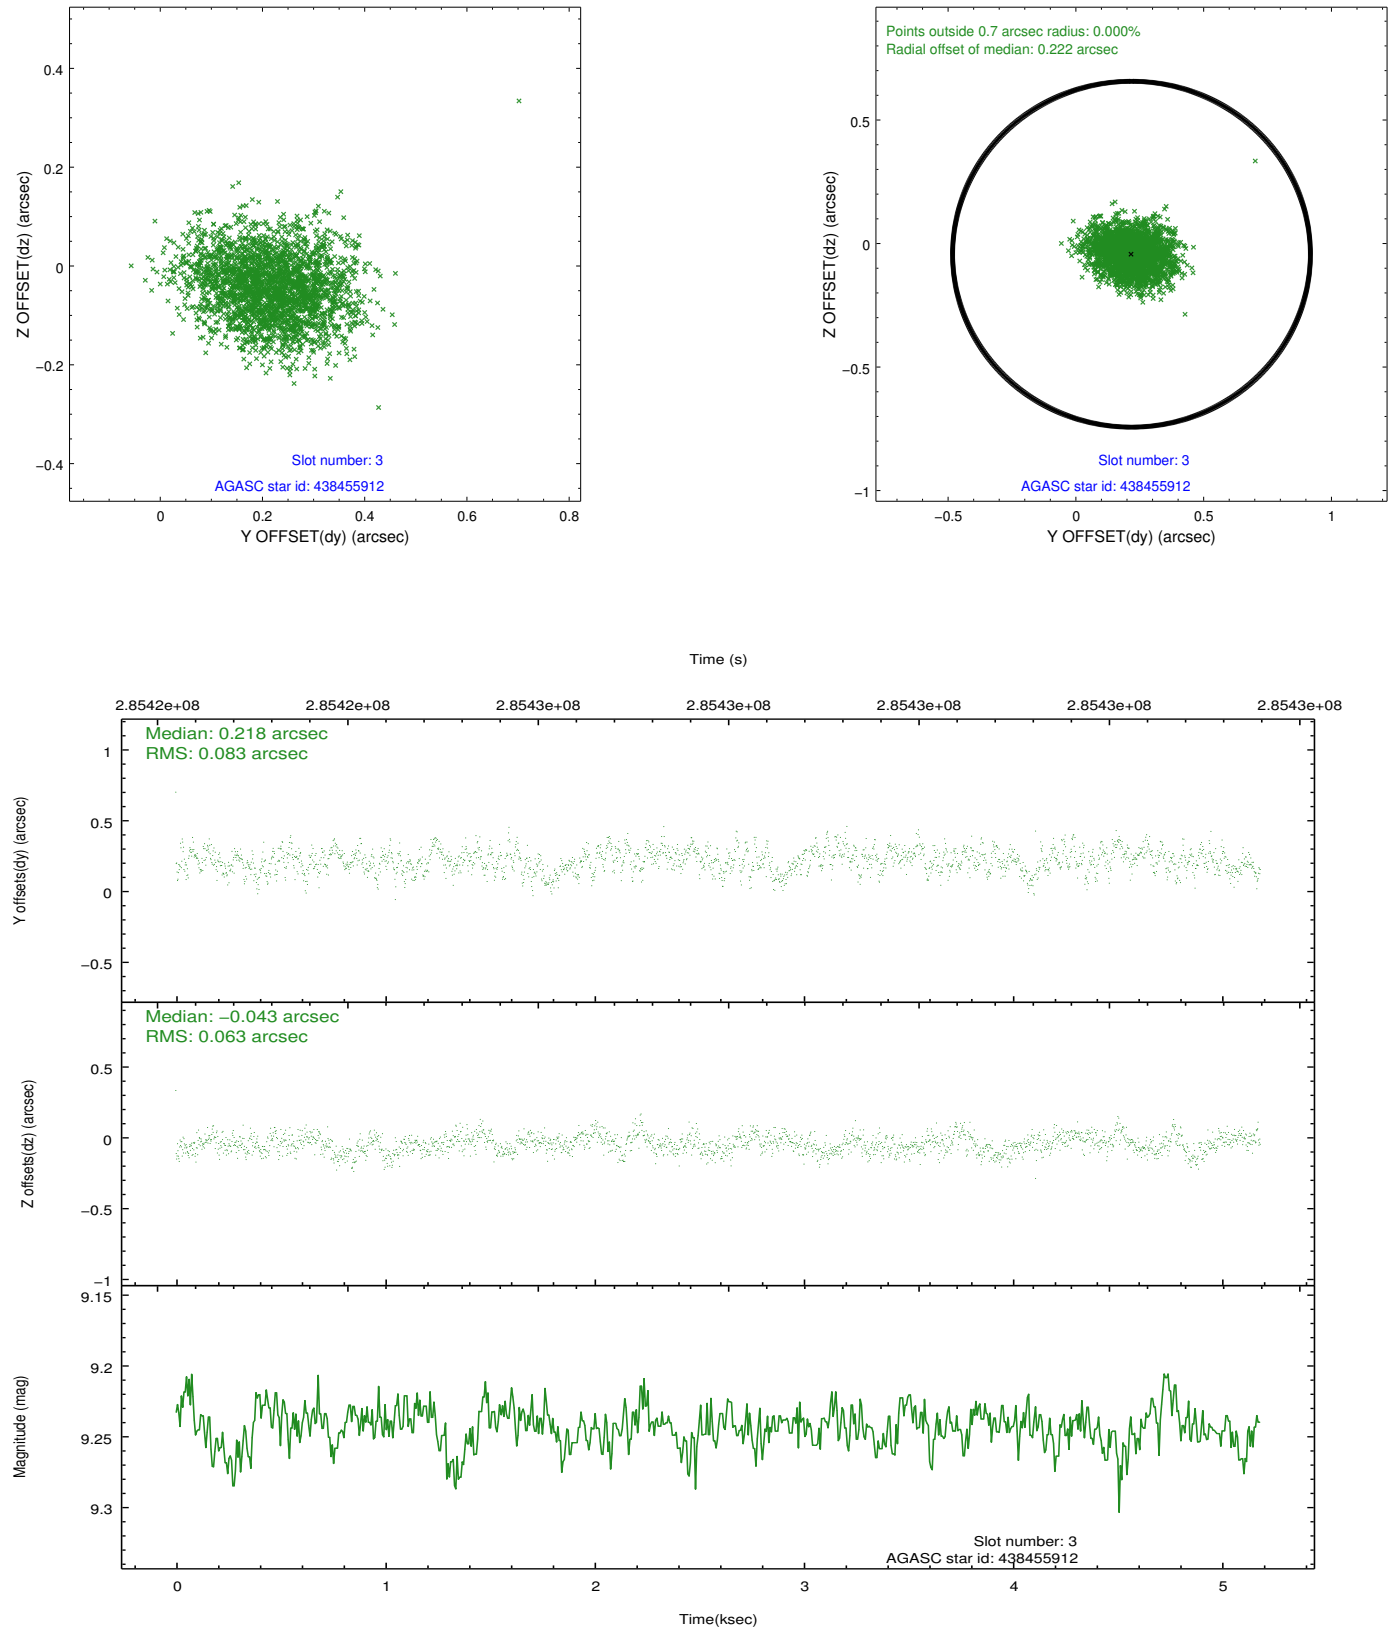 0.4
0.2
0
−0.2
−0.4
Z OFFSET(dz) (arcsec)
Slot number: 3
AGASC star id: 438455912
0
0.2
0.4
0.6
0.8
Y OFFSET(dy) (arcsec)
Points outside 0.7 arcsec radius: 0.000%
Radial offset of median: 0.222 arcsec
0.5
0
−0.5
−1
Z OFFSET(dz) (arcsec)
Slot number: 3
AGASC star id: 438455912
−0.5
0
0.5
1
Y OFFSET(dy) (arcsec)
Time (s)
2.8542e+08
2.8542e+08
2.8543e+08
2.8543e+08
2.8543e+08
2.8543e+08
2.8543e+08
Median: 0.218 arcsec
RMS: 0.083 arcsec
1
0.5
0
−0.5
Y offsets(dy) (arcsec)
Median: −0.043 arcsec
RMS: 0.063 arcsec
0.5
0
−0.5
−1
Z offsets(dz) (arcsec)
9.15
9.2
9.25
9.3
Magnitude (mag)
Slot number: 3
AGASC star id: 438455912
0
1
2
3
4
5
Time(ksec)